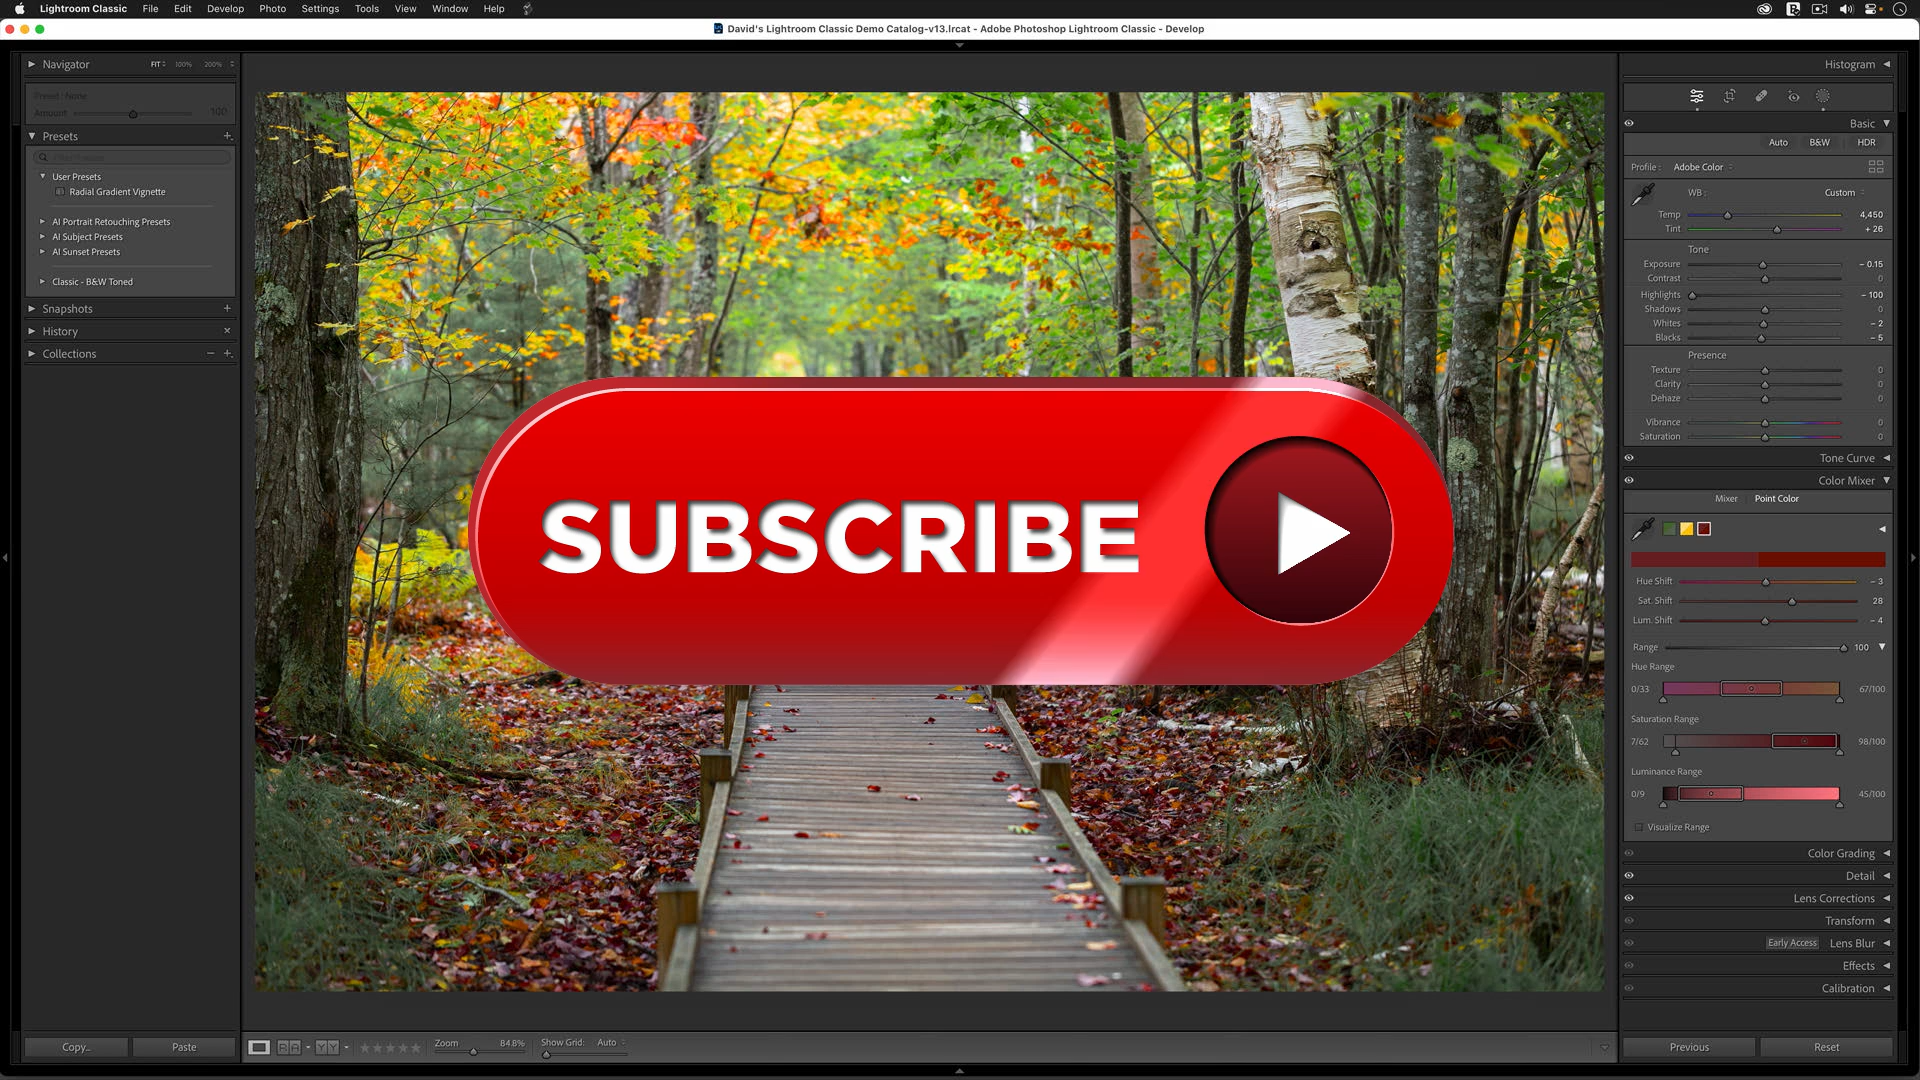 Lightroom Classic File Edit Develop Photo Settings Tools View Window Help
David's Lightroom Classic Demo Catalog-v13.lrcat - Adobe Photoshop Lightroom Classic - Develop
Navigator FIT 100% 200%
Preset: None
Amount 100
Presets
User Presets
Radial Gradient Vignette
AI Portrait Retouching Presets
AI Subject Presets
AI Sunset Presets
Classic - B&W Toned
Snapshots
History
Collections
Copy... Paste
SUBSCRIBE
RA YY Zoom 84.8% Show Grid: Auto
Histogram
Basic
Auto B&W HDR
Profile: Adobe Color
WB: Custom
Temp 4,450
Tint + 26
Tone
Exposure - 0.15
Contrast 0
Highlights - 100
Shadows 0
Whites - 2
Blacks - 5
Presence
Texture 0
Clarity 0
Dehaze 0
Vibrance 0
Saturation 0
Tone Curve
Color Mixer
Mixer Point Color
Hue Shift - 3
Sat. Shift 28
Lum. Shift - 4
Range 100
Hue Range
0/33 67/100
Saturation Range
7/62 98/100
Luminance Range
0/9 45/100
Visualize Range
Color Grading
Detail
Lens Corrections
Transform
Early Access Lens Blur
Effects
Calibration
Previous Reset